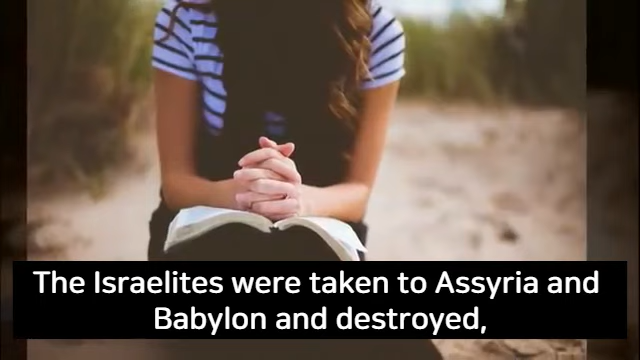 The Israelites were taken to Assyria and
Babylon and destroyed,